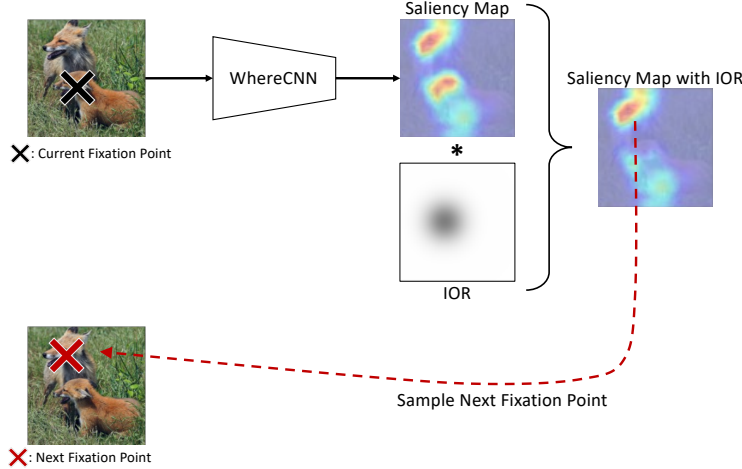 Saliency Map
WhereCNN
Saliency Map with IOR
: Current Fixation Point
*
IOR
Sample Next Fixation Point
: Next Fixation Point